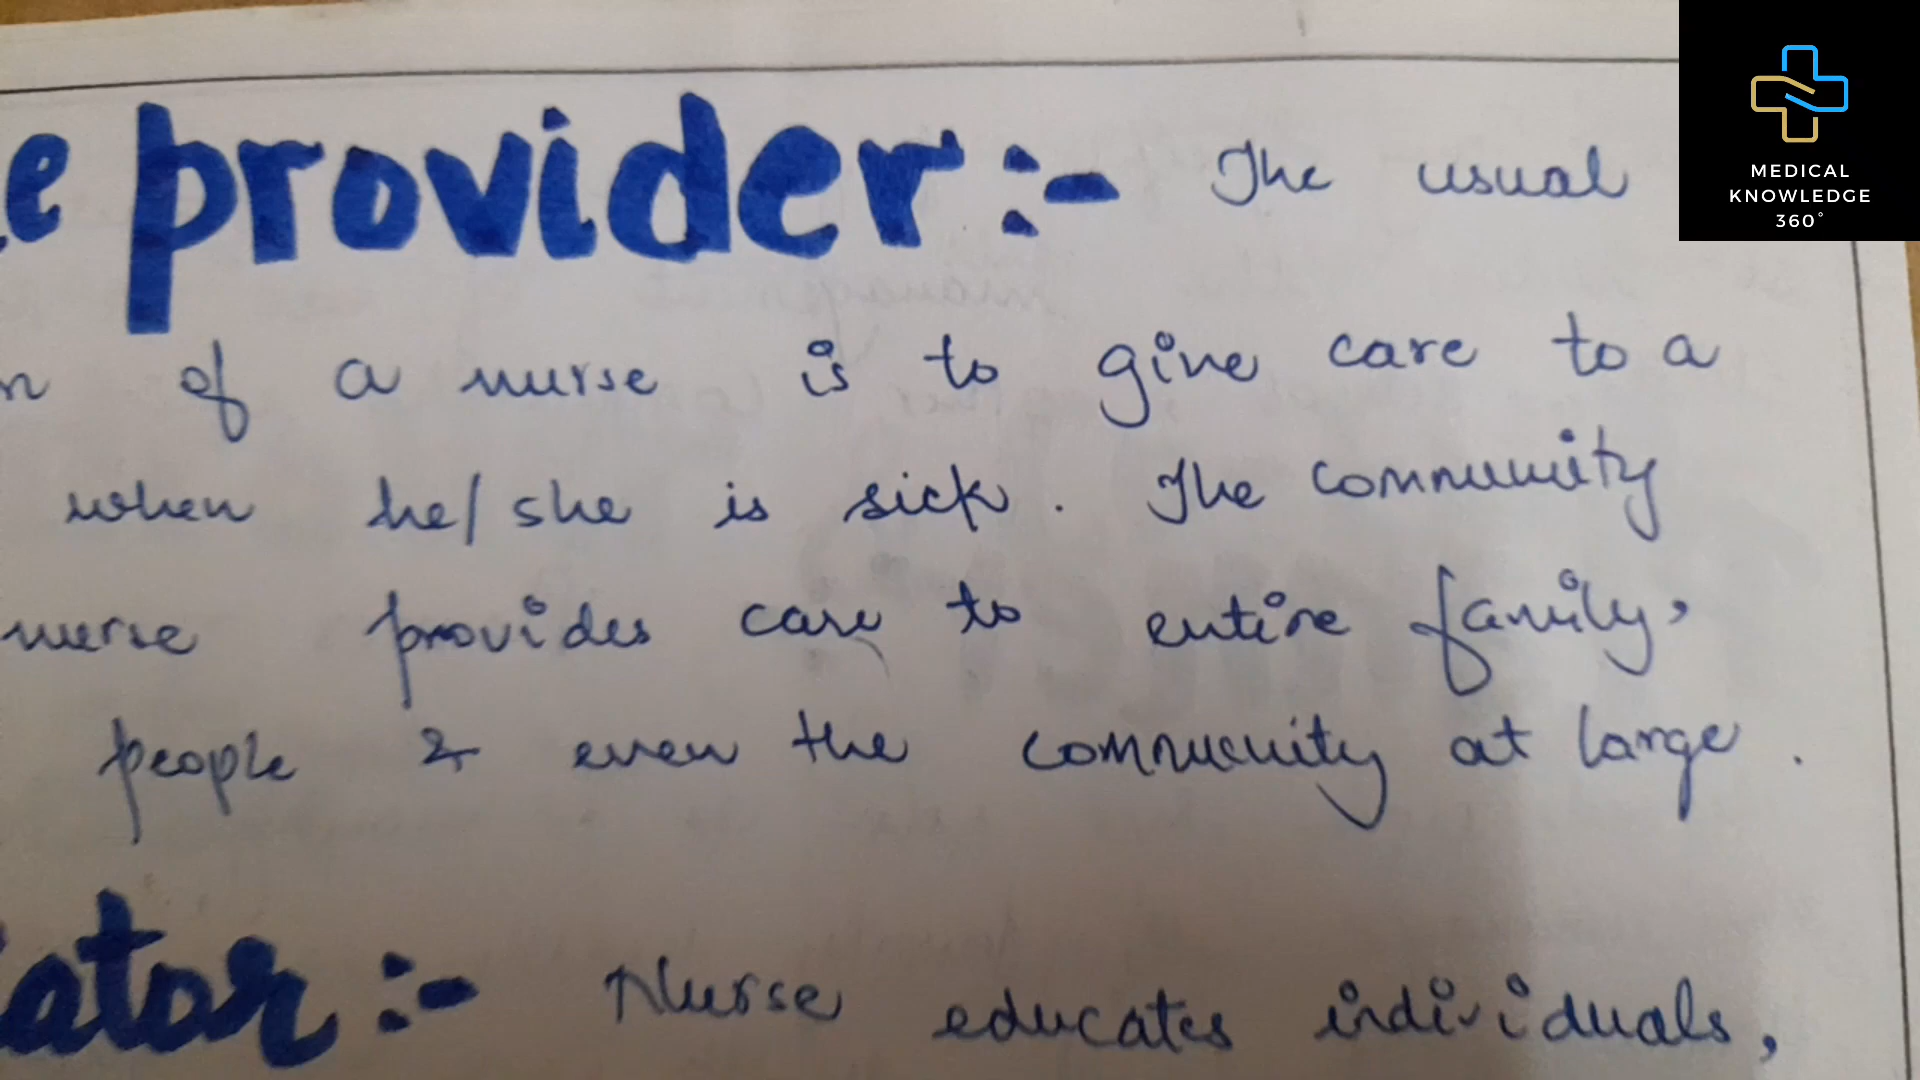 e provider :- The usual
n of a nurse is to give care to a
when he/she is sick. The community
nurse provides care to entire family,
people & even the community at large.
cator :- Nurse educates individuals,
MEDICAL
KNOWLEDGE
360°